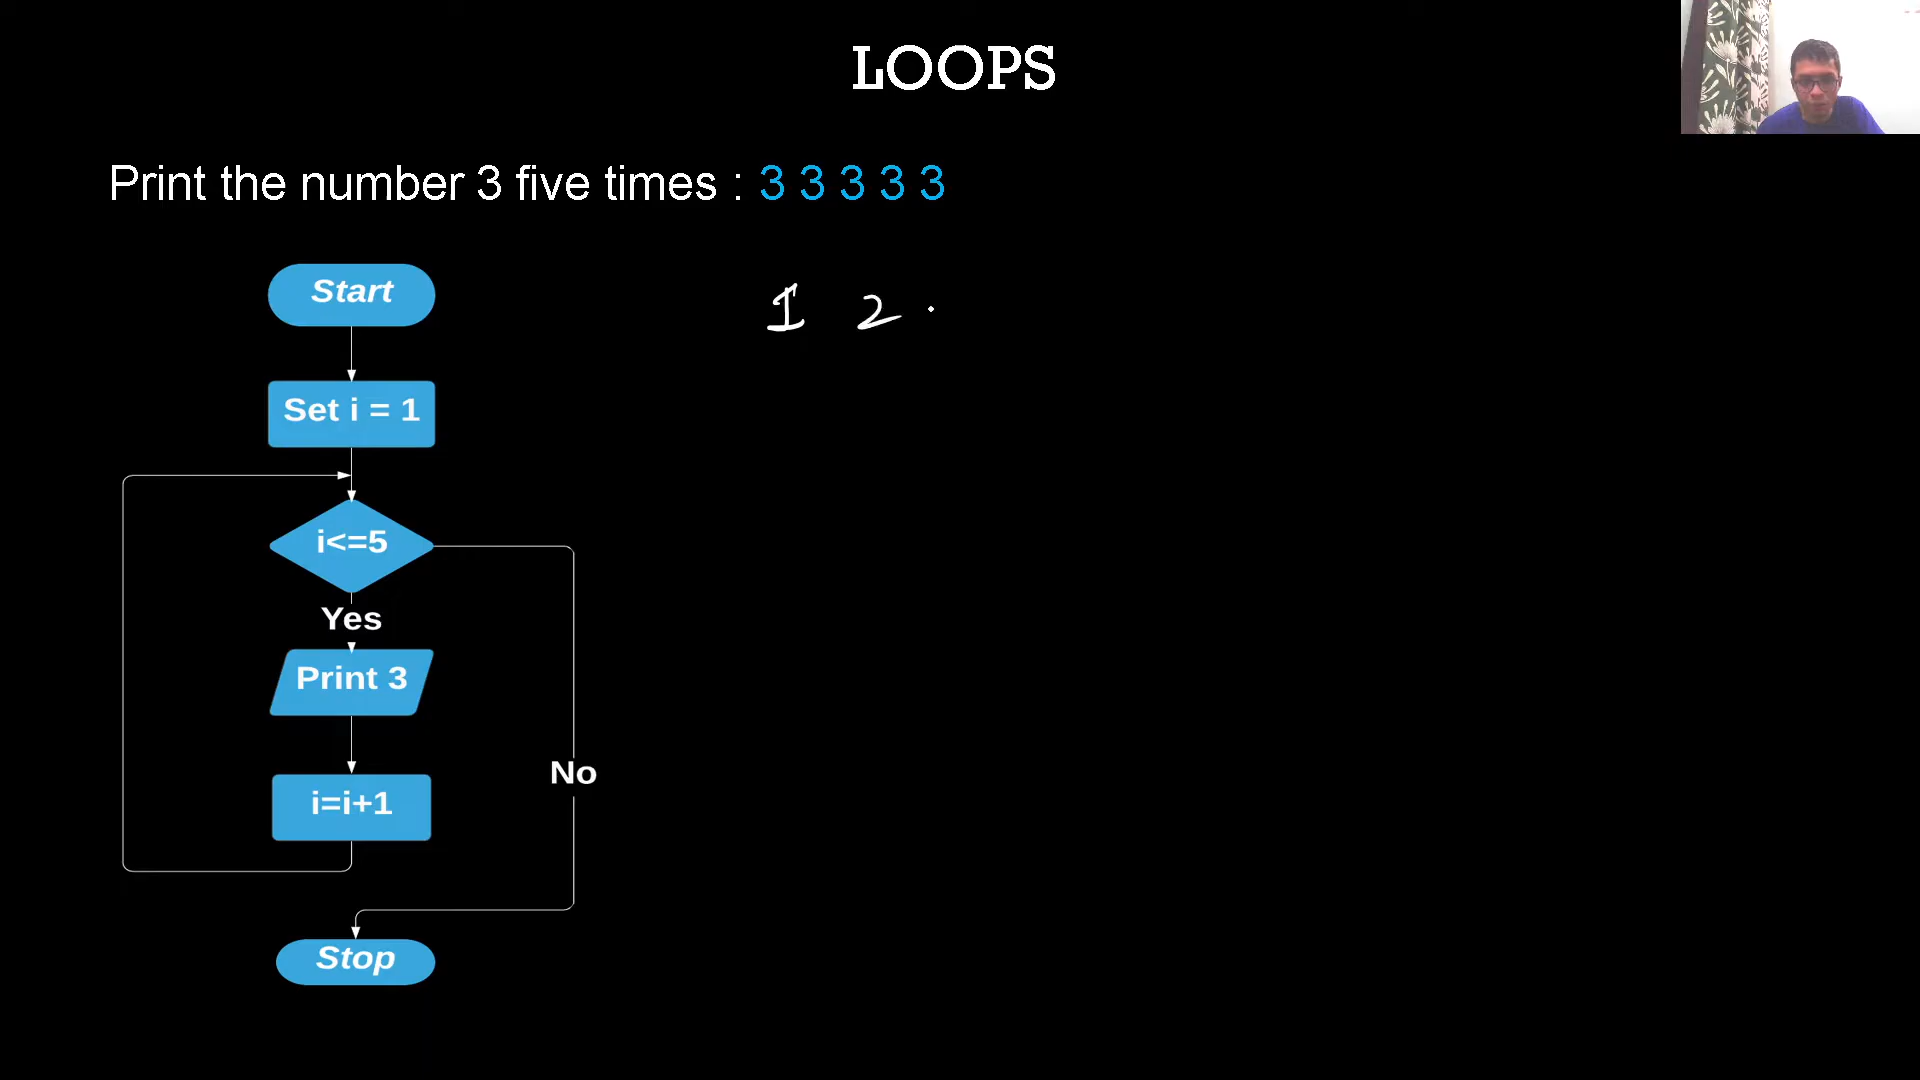 LOOPS
Print the number 3 five times : 3 3 3 3 3
1 2 .
Start
Set i = 1
i<=5
Yes
Print 3
i=i+1
No
Stop